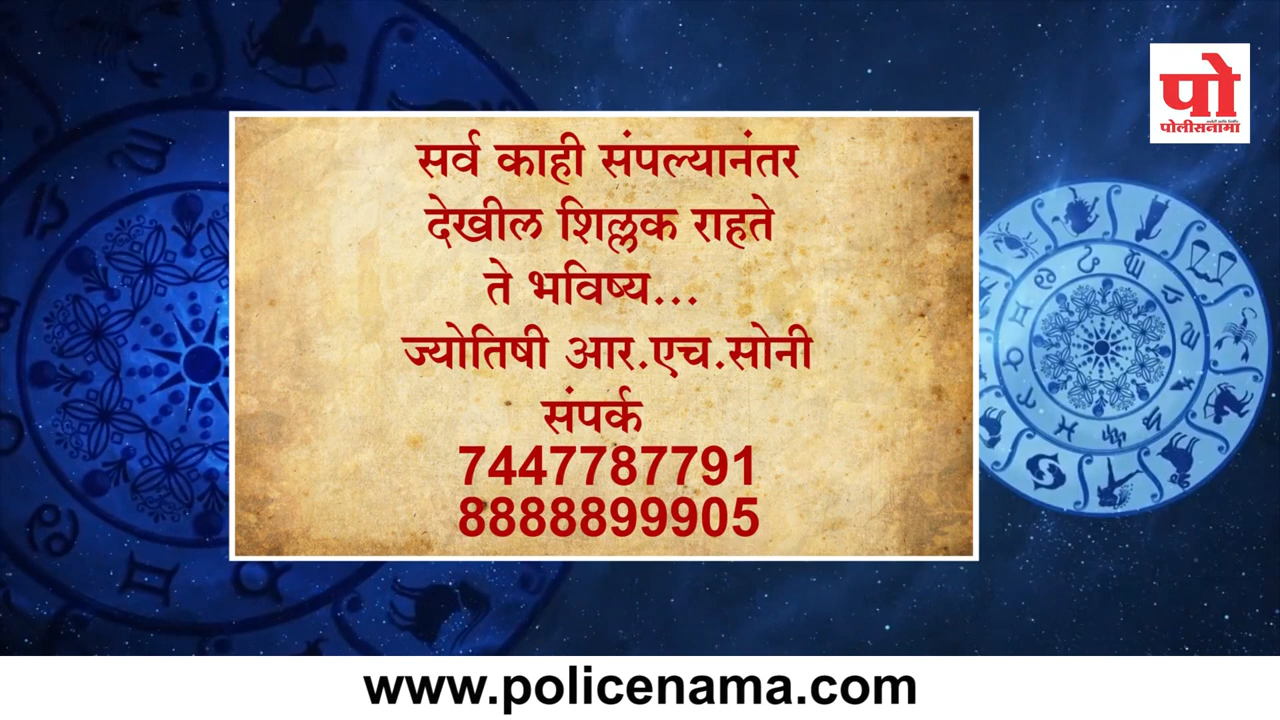 पो
पोलीसनामा
सर्व काही संपल्यानंतर
देखील शिल्लक राहते
ते भविष्य...
ज्योतिषी आर.एच.सोनी
संपर्क
7447787791
8888899905
www.policenama.com